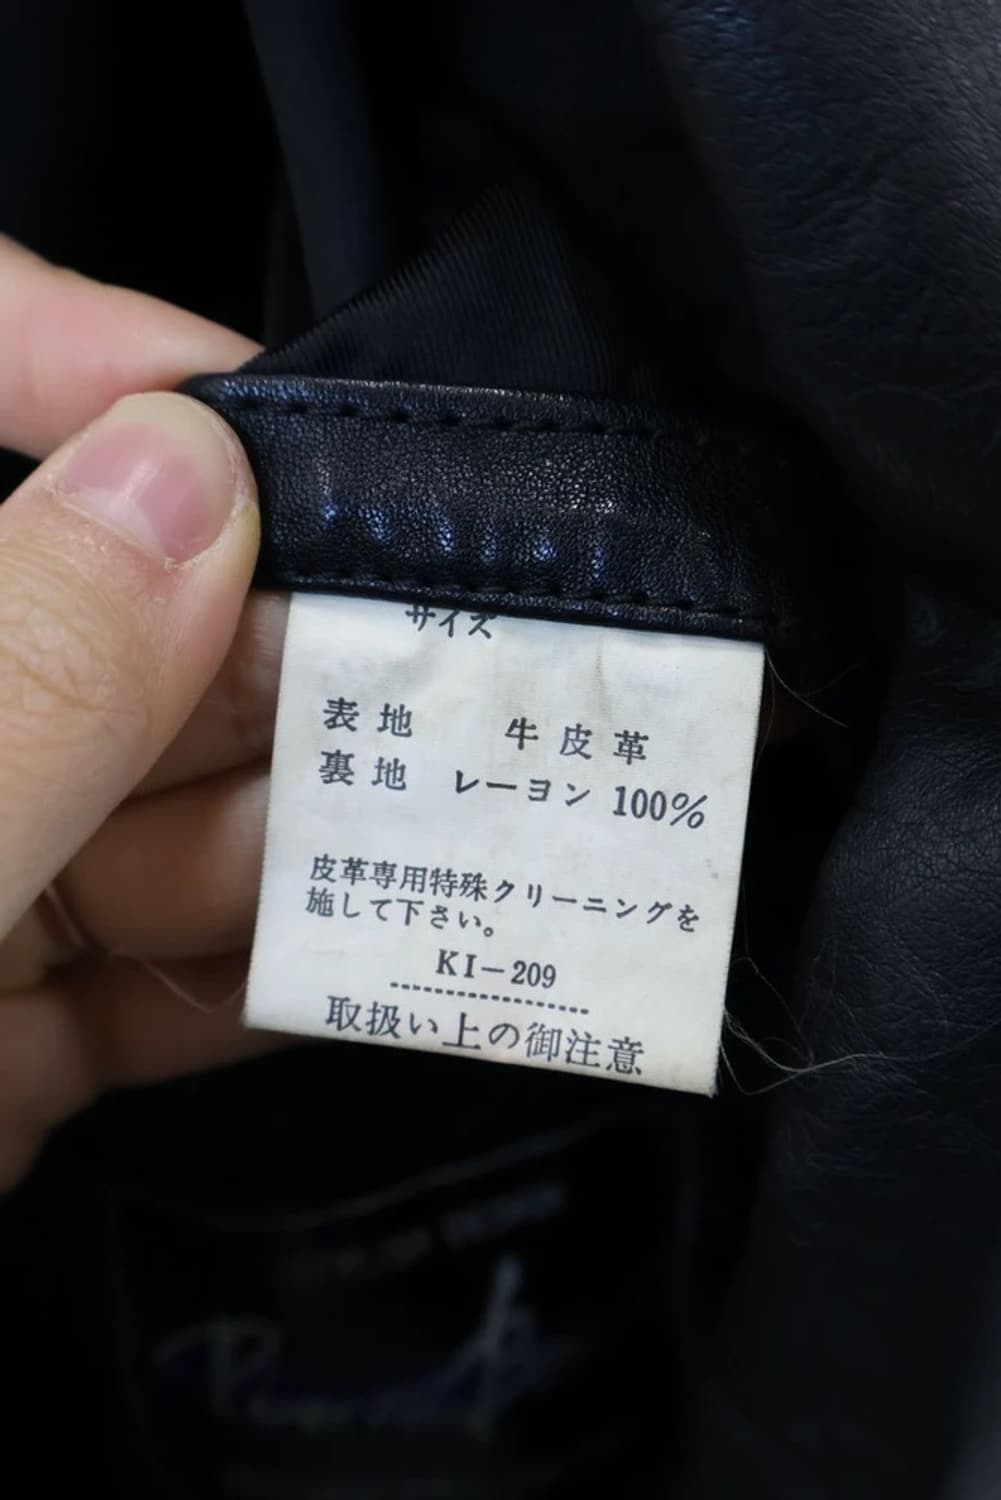 サイズ
表地 牛皮革
裏地 レーヨン 100%
皮革専用特殊クリーニングを
施して下さい。
KI-209
取扱い上の御注意